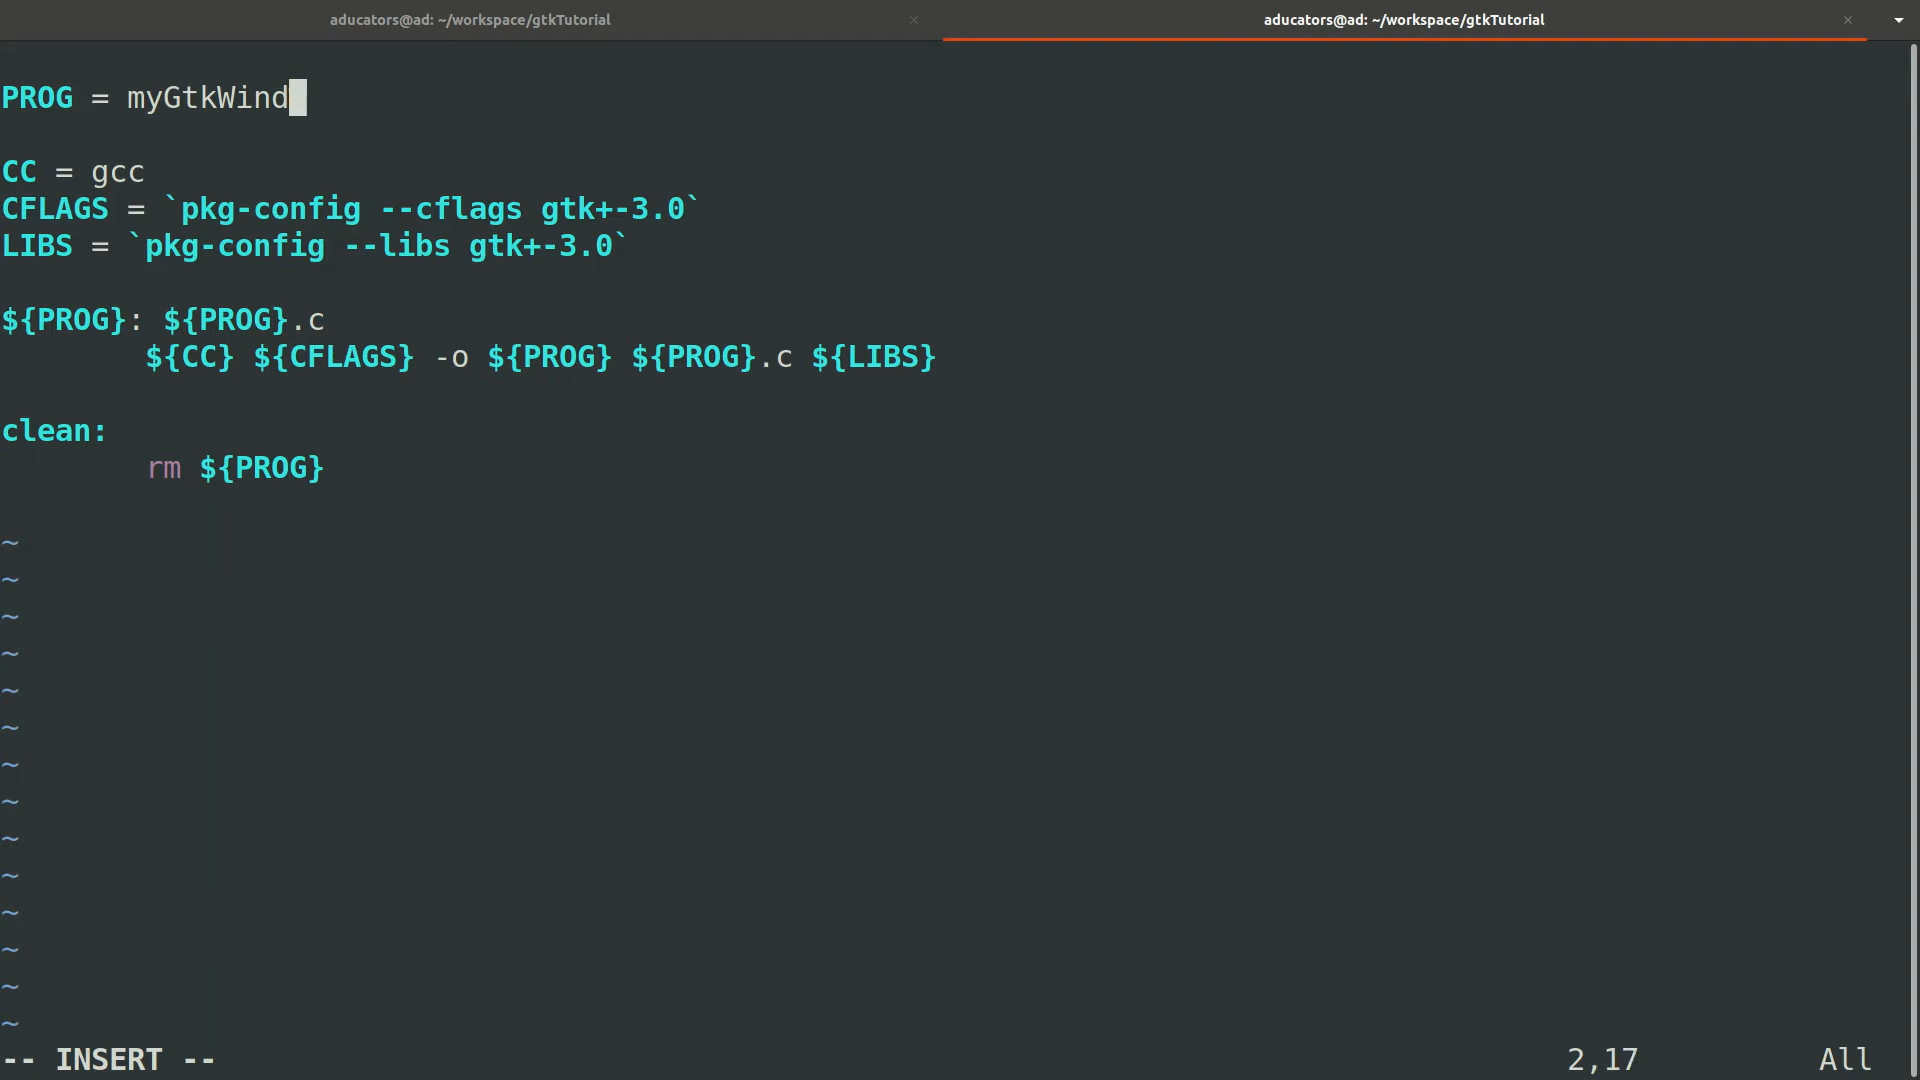 aducators@ad: ~/workspace/gtkTutorial × aducators@ad: ~/workspace/gtkTutorial ×
PROG = myGtkWind
CC = gcc
CFLAGS = `pkg-config --cflags gtk+-3.0`
LIBS = `pkg-config --libs gtk+-3.0`
${PROG}: ${PROG}.c
        ${CC} ${CFLAGS} -o ${PROG} ${PROG}.c ${LIBS}
clean:
        rm ${PROG}
~
~
~
~
~
~
~
~
~
~
~
~
~
~
-- INSERT -- 2,17 All